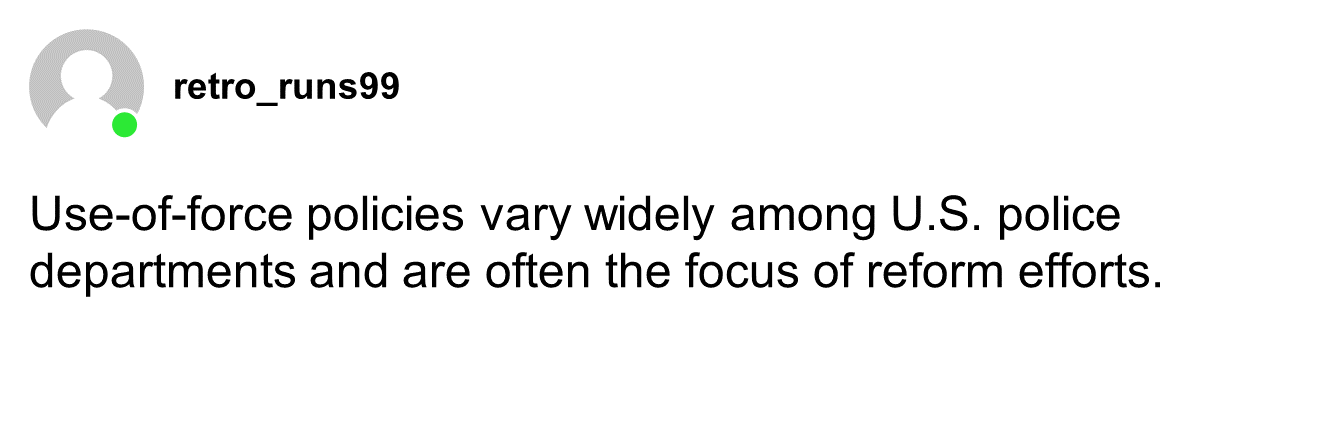 retro_runs99
Use-of-force policies vary widely among U.S. police
departments and are often the focus of reform efforts.